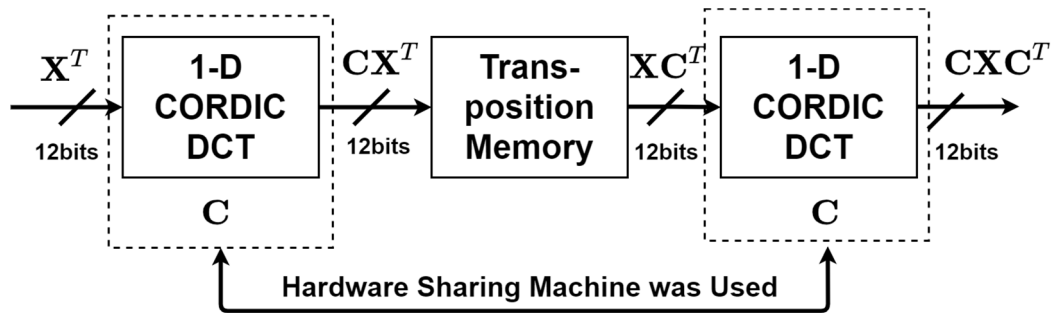 X^T
12bits
1-D
CORDIC
DCT
C
CX^T
12bits
Trans-
position
Memory
XC^T
12bits
1-D
CORDIC
DCT
C
CXC^T
12bits
Hardware Sharing Machine was Used